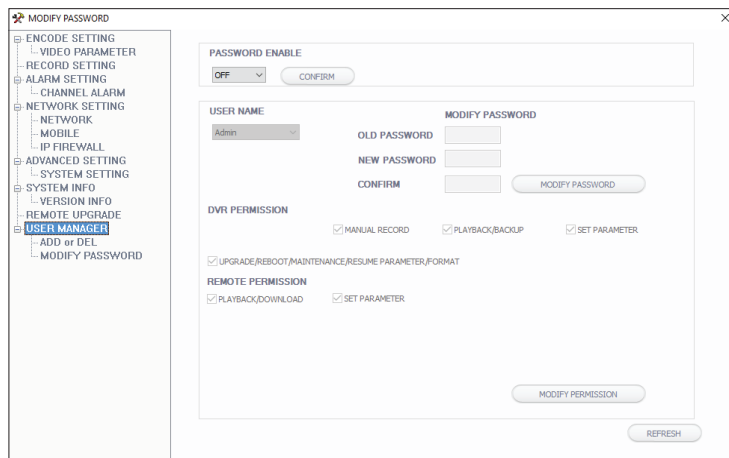 MODIFY PASSWORD
ENCODE SETTING
VIDEO PARAMETER
RECORD SETTING
ALARM SETTING
CHANNEL ALARM
NETWORK SETTING
NETWORK
MOBILE
IP FIREWALL
ADVANCED SETTING
SYSTEM SETTING
SYSTEM INFO
VERSION INFO
REMOTE UPGRADE
USER MANAGER
ADD or DEL
MODIFY PASSWORD
PASSWORD ENABLE
OFF CONFIRM
USER NAME
MODIFY PASSWORD
Admin OLD PASSWORD
NEW PASSWORD
CONFIRM MODIFY PASSWORD
DVR PERMISSION
MANUAL RECORD PLAYBACK/BACKUP SET PARAMETER
UPGRADE/REBOOT/MAINTENANCE/RESUME PARAMETER/FORMAT
REMOTE PERMISSION
PLAYBACK/DOWNLOAD SET PARAMETER
MODIFY PERMISSION
REFRESH